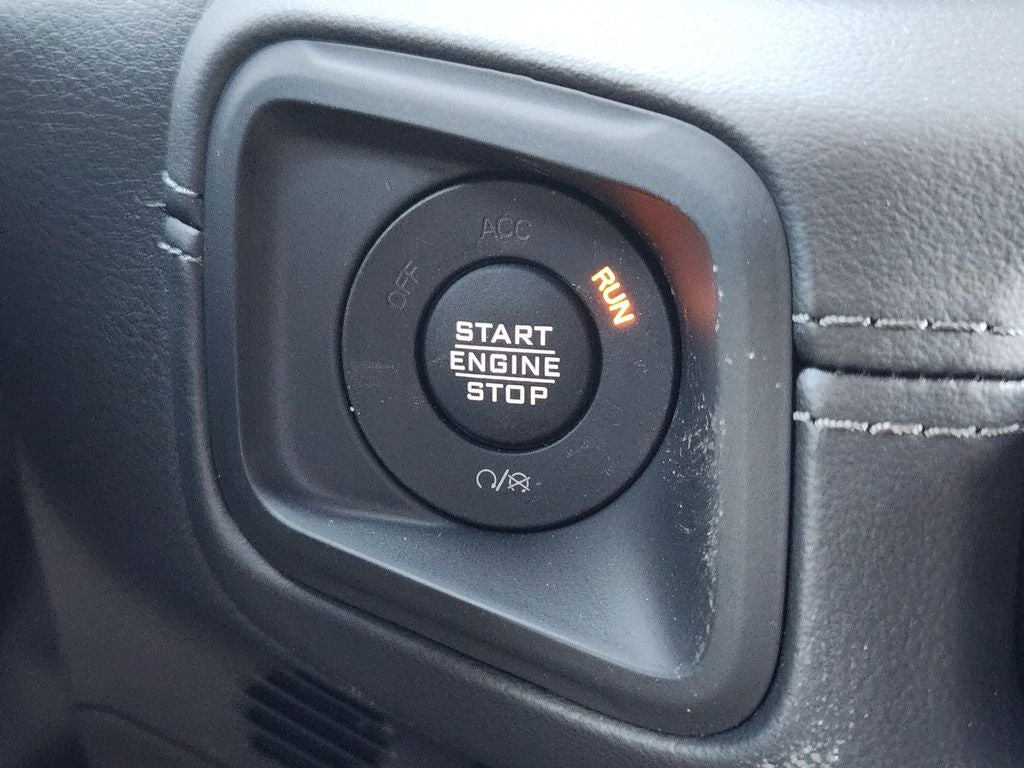 ACC
OFF
RUN
START
ENGINE
STOP